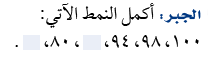 الجبر: أكمل النمط الآتي:
١٠٠، ٩٨، ٩٤، ، ٨٠، .